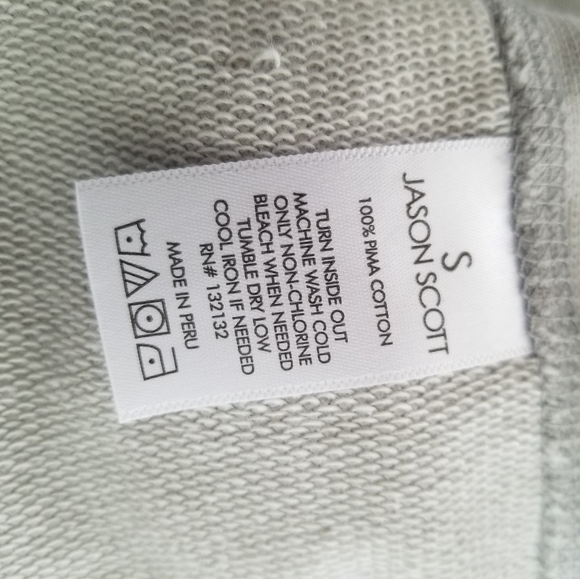 S
JASON SCOTT
100% PIMA COTTON
TURN INSIDE OUT
MACHINE WASH COLD
ONLY NON-CHLORINE
BLEACH WHEN NEEDED
TUMBLE DRY LOW
COOL IRON IF NEEDED
RN# 132132
MADE IN PERU